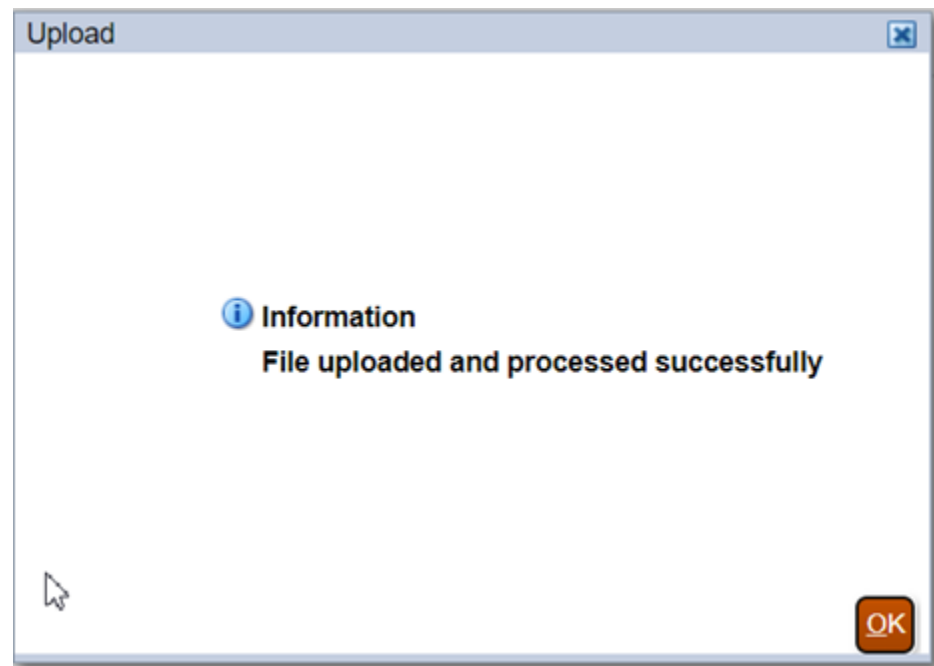 Upload
Information
File uploaded and processed successfully
OK